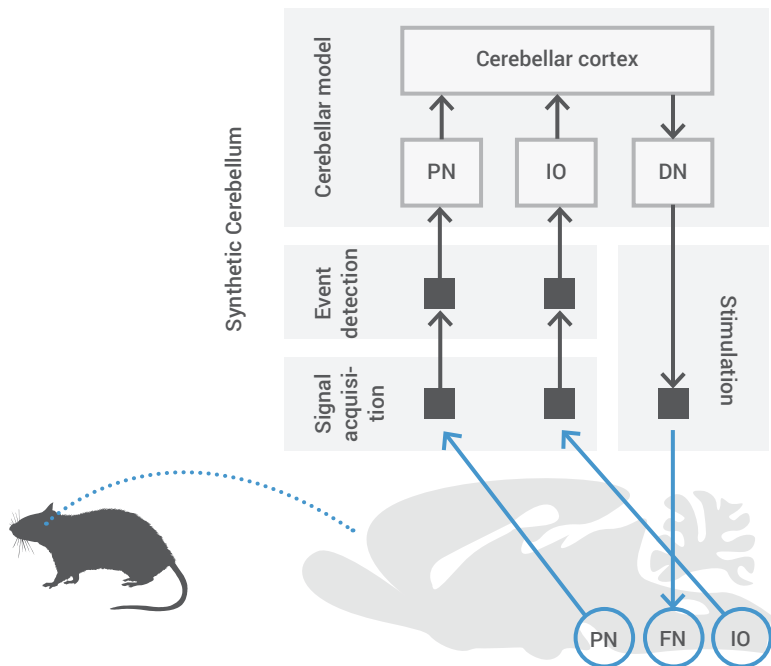 Cerebellar cortex
PN
IO
DN
Synthetic Cerebellum
Cerebellar model
Event
detection
Signal
acquisi-
tion
Stimulation
PN
FN
IO